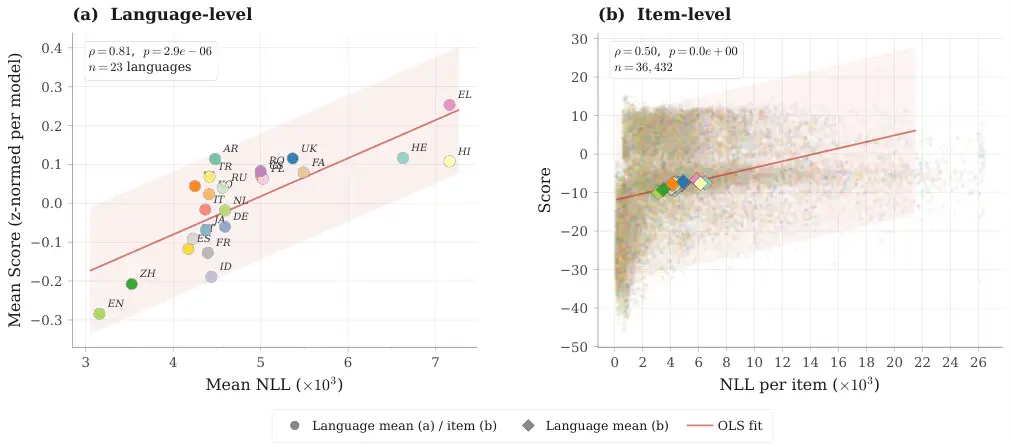 (a) Language-level
ρ = 0.81, p = 2.9e − 06
n = 23 languages
Mean Score (z-normed per model)
0.4
0.3
0.2
0.1
0.0
−0.1
−0.2
−0.3
EL
HE
HI
UK
FA
AR
TR
RU
IT
NL
DE
JA
ES
FR
ID
ZH
EN
3
4
5
6
7
Mean NLL (×10³)
(b) Item-level
ρ = 0.50, p = 0.0e + 00
n = 36,432
Score
30
20
10
0
−10
−20
−30
−40
−50
0 2 4 6 8 10 12 14 16 18 20 22 24 26
NLL per item (×10³)
Language mean (a) / item (b)
Language mean (b)
OLS fit